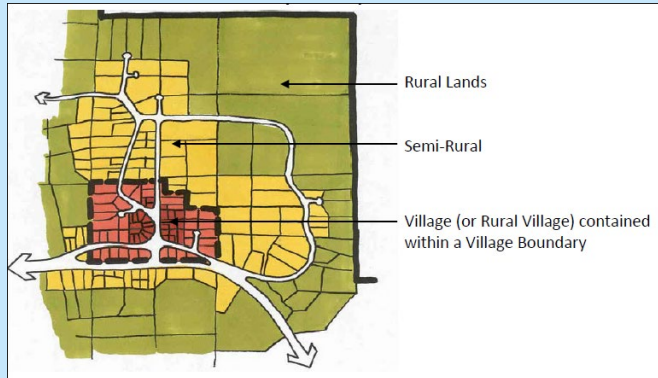 Rural Lands
Semi-Rural
Village (or Rural Village) contained
within a Village Boundary